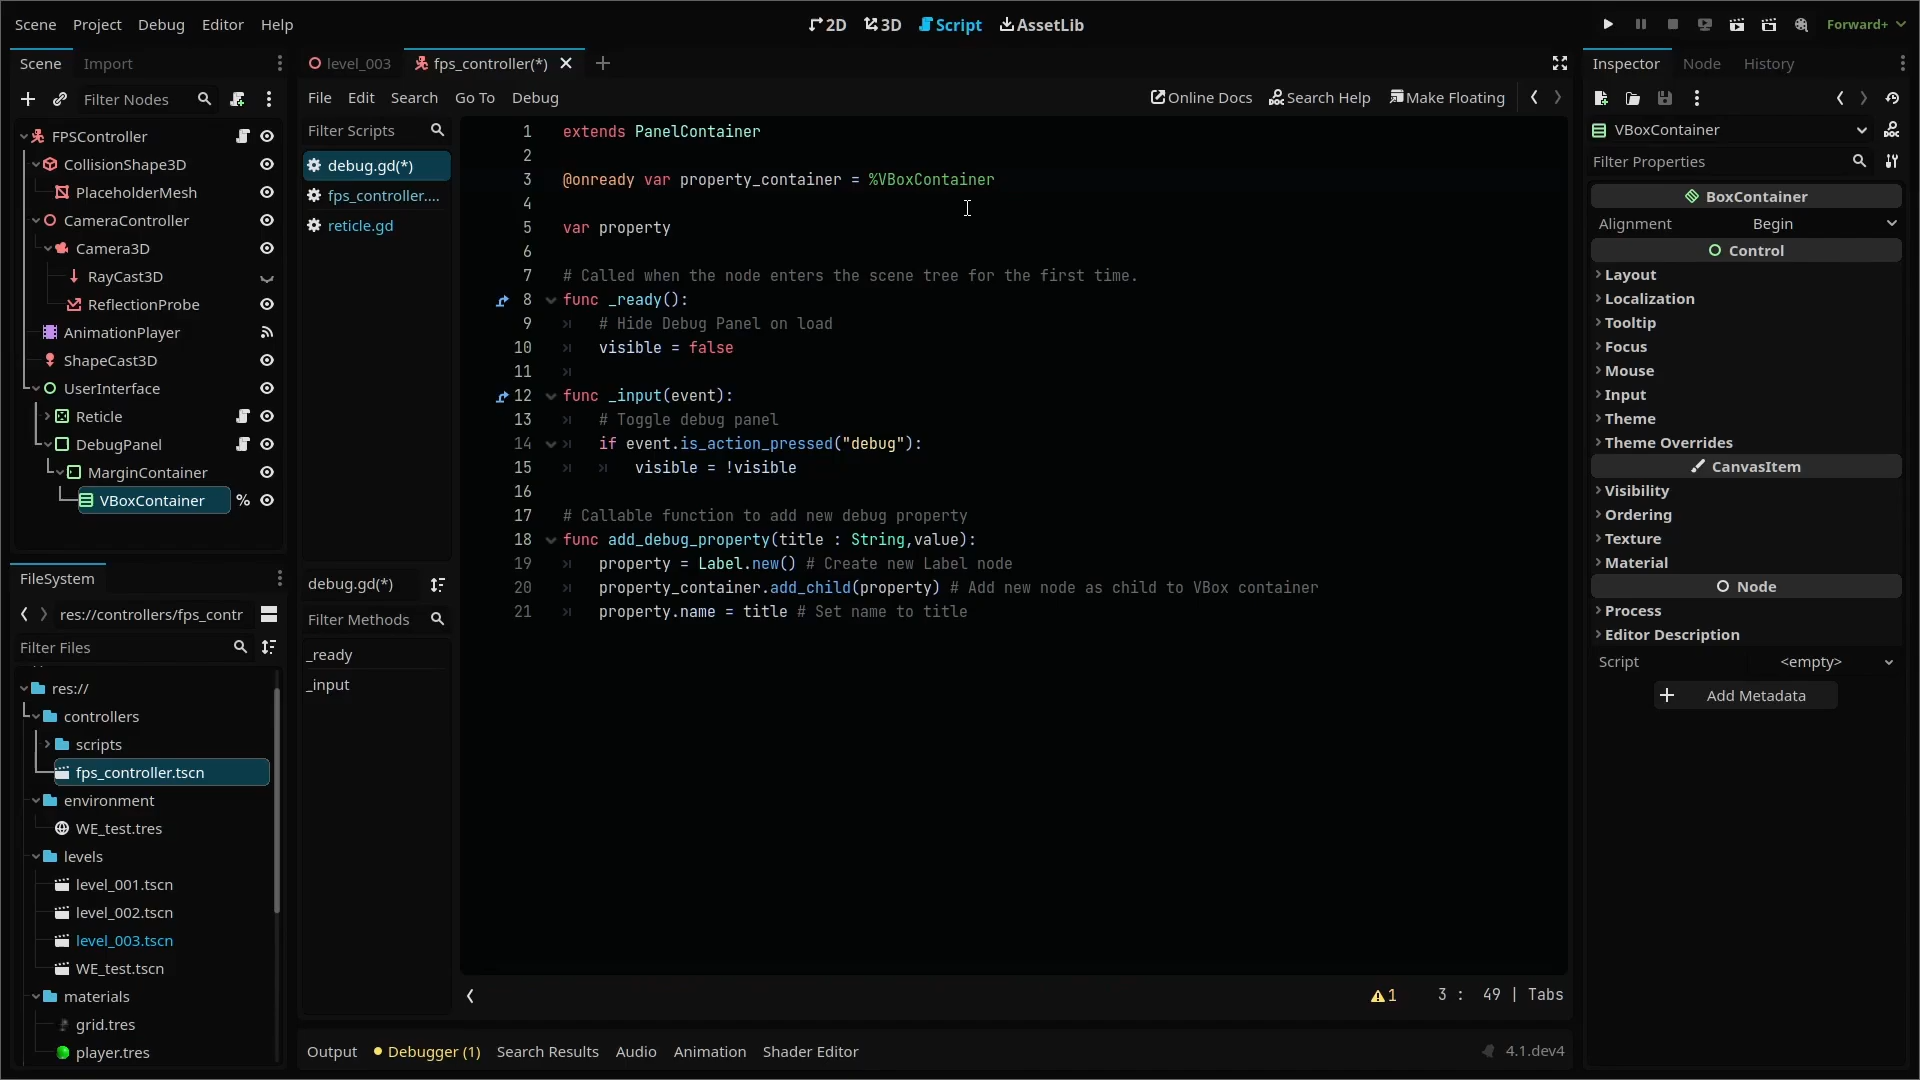 Scene Project Debug Editor Help 2D 3D Script AssetLib Forward+
Scene Import
Filter Nodes
FPSController
CollisionShape3D
PlaceholderMesh
CameraController
Camera3D
RayCast3D
ReflectionProbe
AnimationPlayer
ShapeCast3D
UserInterface
Reticle
DebugPanel
MarginContainer
VBoxContainer %
FileSystem
res://controllers/fps_contr
Filter Files
res://
controllers
scripts
fps_controller.tscn
environment
WE_test.tres
levels
level_001.tscn
level_002.tscn
level_003.tscn
WE_test.tscn
materials
grid.tres
player.tres
level_003 fps_controller(*)
File Edit Search Go To Debug Online Docs Search Help Make Floating
Filter Scripts
debug.gd(*)
fps_controller....
reticle.gd
debug.gd(*)
Filter Methods
_ready
_input
1 extends PanelContainer
2
3 @onready var property_container = %VBoxContainer
4
5 var property
6
7 # Called when the node enters the scene tree for the first time.
8 func _ready():
9 # Hide Debug Panel on load
10 visible = false
11
12 func _input(event):
13 # Toggle debug panel
14 if event.is_action_pressed("debug"):
15 visible = !visible
16
17 # Callable function to add new debug property
18 func add_debug_property(title : String,value):
19 property = Label.new() # Create new Label node
20 property_container.add_child(property) # Add new node as child to VBox container
21 property.name = title # Set name to title
1 3 : 49 | Tabs
Output Debugger (1) Search Results Audio Animation Shader Editor 4.1.dev4
Inspector Node History
VBoxContainer
Filter Properties
BoxContainer
Alignment Begin
Control
Layout
Localization
Tooltip
Focus
Mouse
Input
Theme
Theme Overrides
CanvasItem
Visibility
Ordering
Texture
Material
Node
Process
Editor Description
Script <empty>
Add Metadata